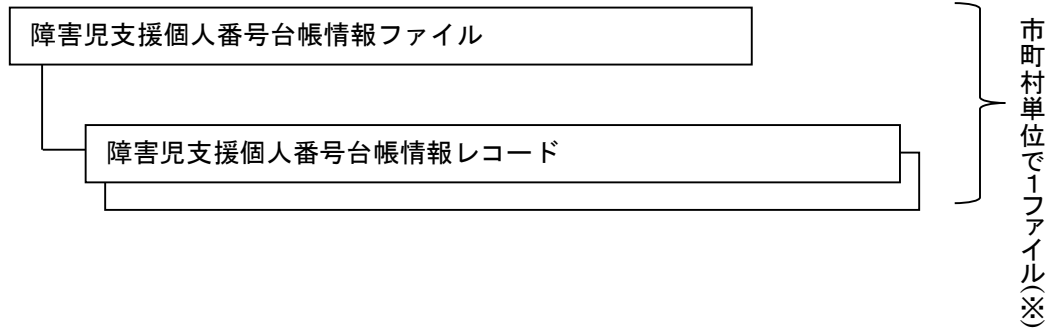 障害児支援個人番号台帳情報ファイル
障害児支援個人番号台帳情報レコード
市町村単位で1ファイル(※)